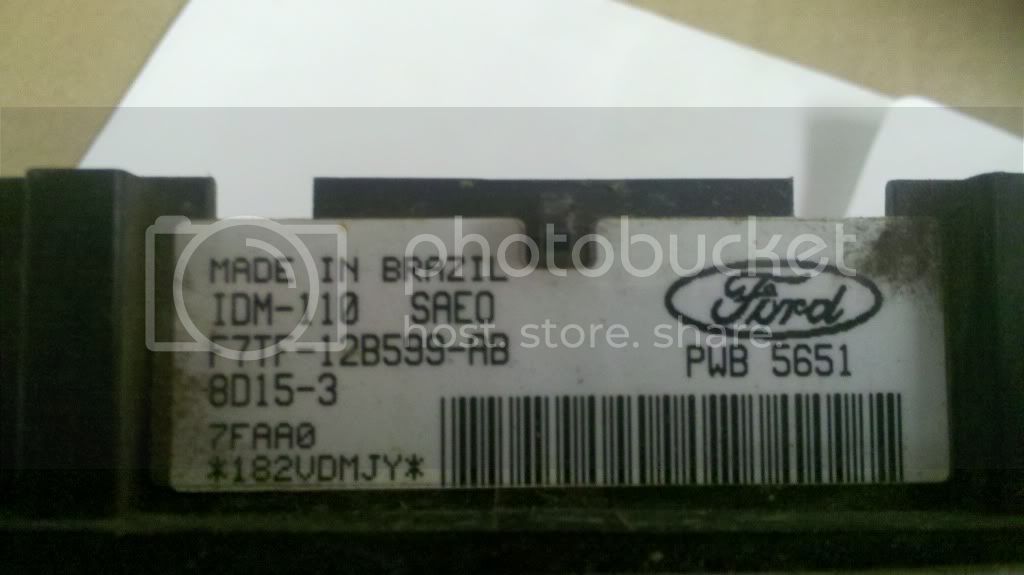 photobucket
host. store. share.
MADE IN BRAZIL
IDM-110 SAEO
F7TF-12B599-AB
8D15-3
7FAA0
*182VDMJY*
Ford
PWB 5651